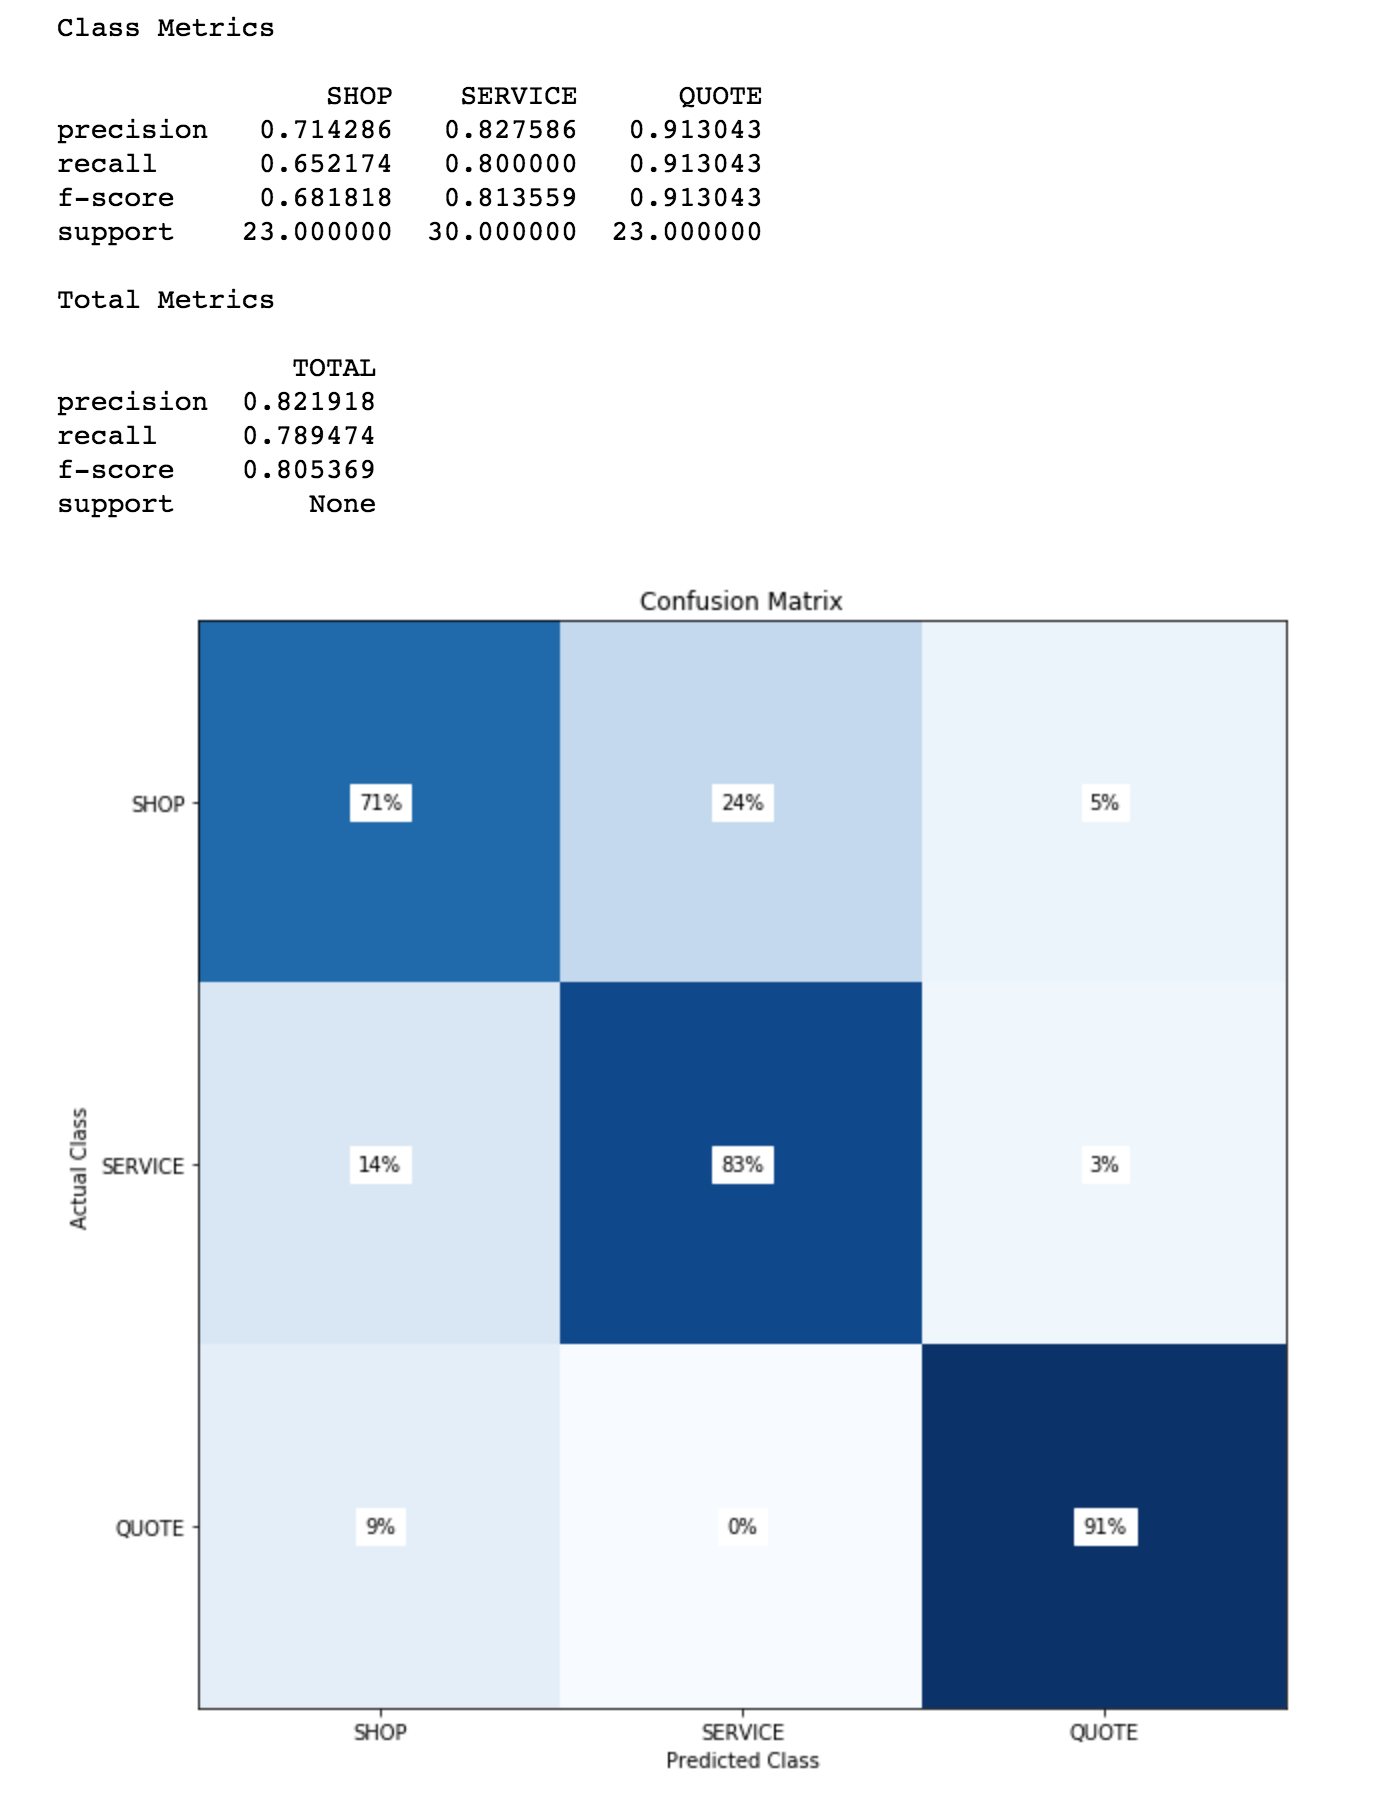 Class Metrics
SHOP SERVICE QUOTE
precision 0.714286 0.827586 0.913043
recall 0.652174 0.800000 0.913043
f-score 0.681818 0.813559 0.913043
support 23.000000 30.000000 23.000000
Total Metrics
TOTAL
precision 0.821918
recall 0.789474
f-score 0.805369
support None
Confusion Matrix
SHOP 71% 24% 5%
Actual Class
SERVICE 14% 83% 3%
QUOTE 9% 0% 91%
SHOP SERVICE QUOTE
Predicted Class